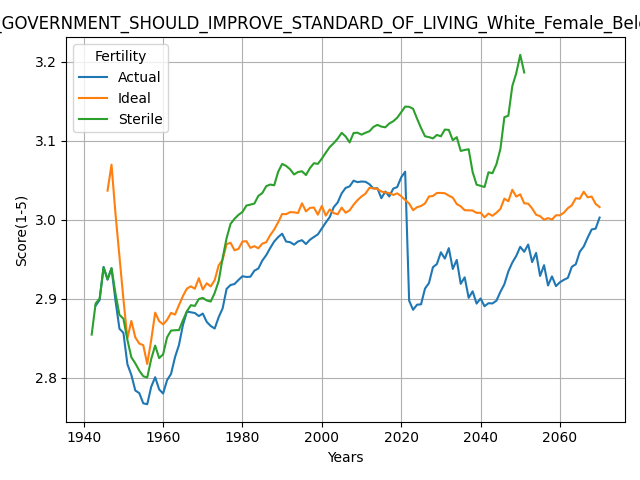 _GOVERNMENT_SHOULD_IMPROVE_STANDARD_OF_LIVING_White_Female_Bel
Fertility
Actual
Ideal
Sterile
Score(1-5)
3.2
3.1
3.0
2.9
2.8
1940 1960 1980 2000 2020 2040 2060
Years